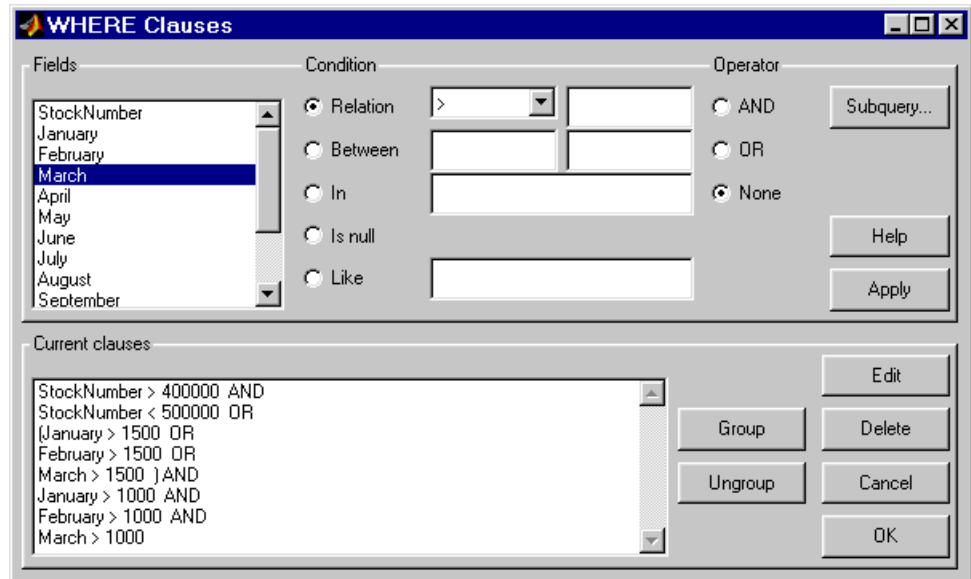 WHERE Clauses
Fields
Condition
Operator
StockNumber
January
February
March
April
May
June
July
August
September
Relation
>
Between
In
Is null
Like
AND
OR
None
Subquery...
Help
Apply
Current clauses
StockNumber > 400000 AND
StockNumber < 500000 OR
(January > 1500 OR
February > 1500 OR
March > 1500 ) AND
January > 1000 AND
February > 1000 AND
March > 1000
Group
Ungroup
Edit
Delete
Cancel
OK